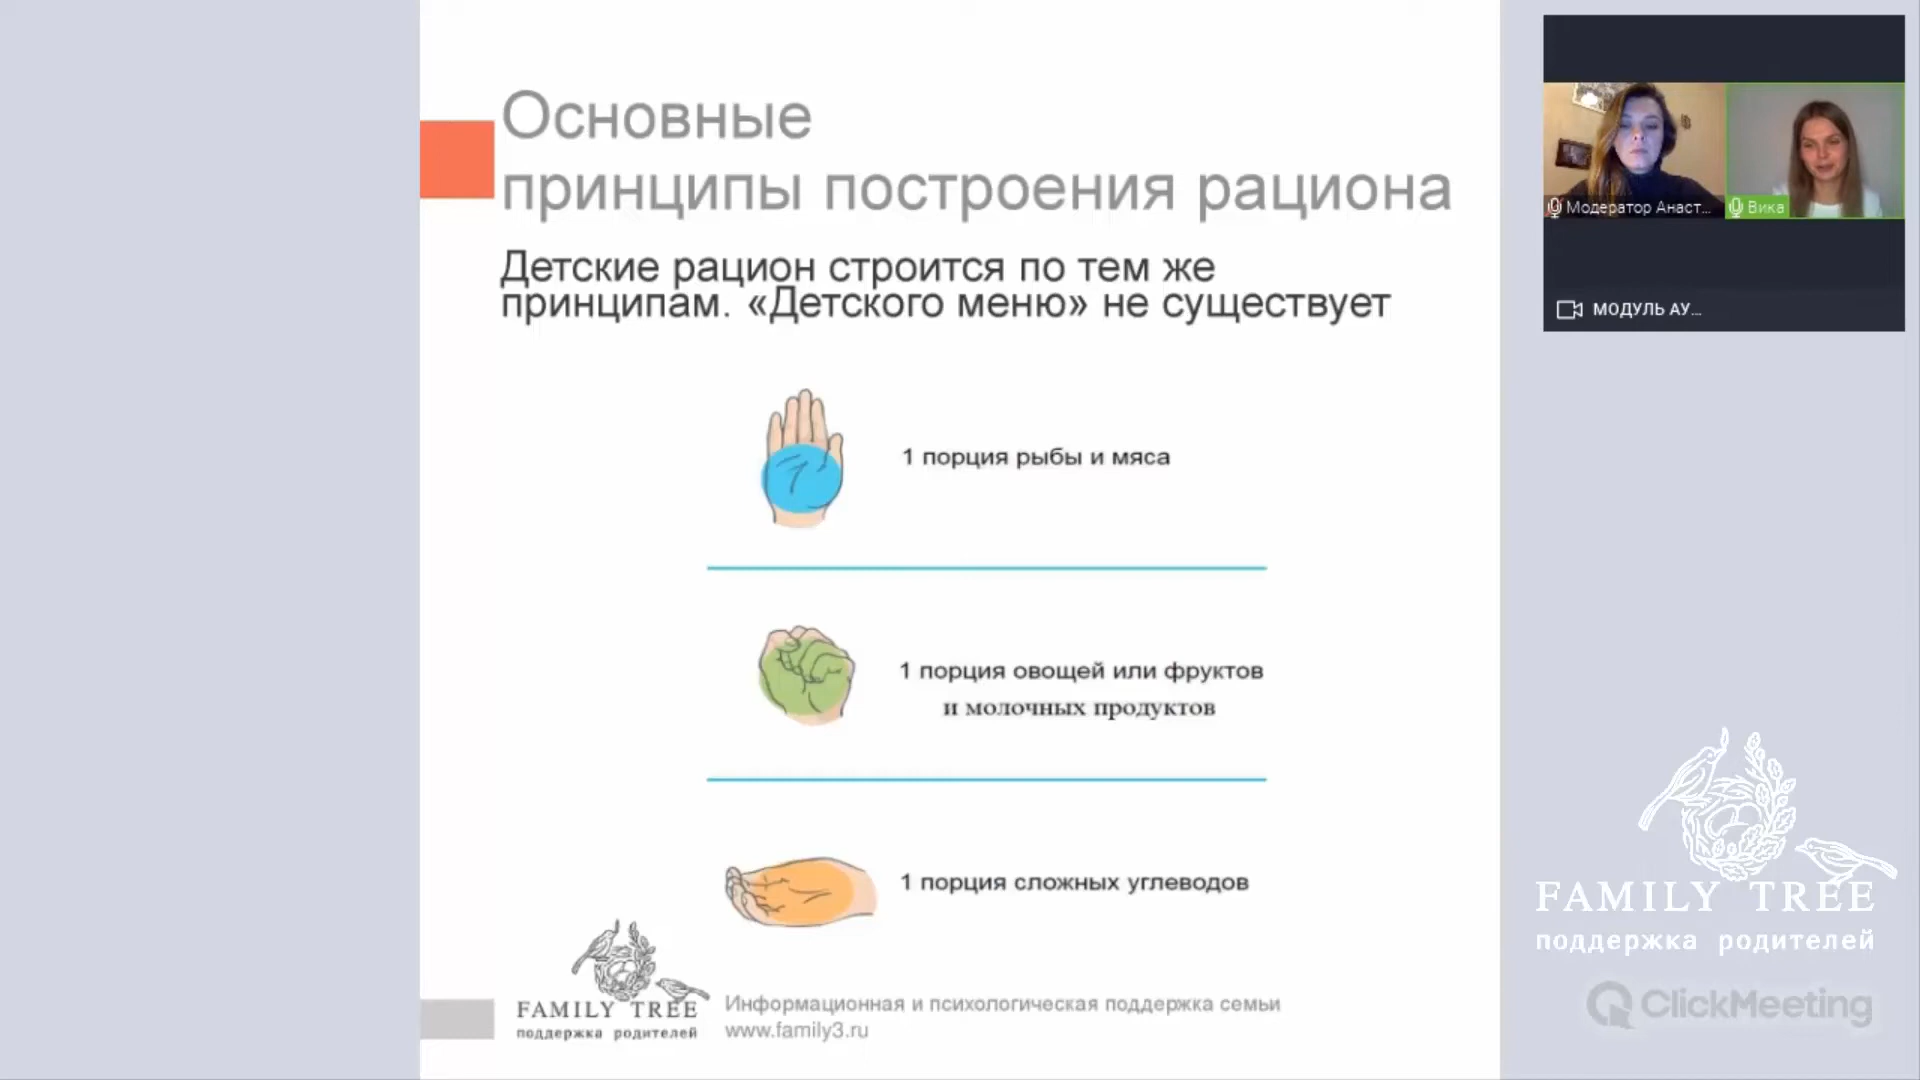 Основные
принципы построения рациона
Детские рацион строится по тем же
принципам. «Детского меню» не существует
1 порция рыбы и мяса
1 порция овощей или фруктов
и молочных продуктов
1 порция сложных углеводов
FAMILY TREE
поддержка родителей
Информационная и психологическая поддержка семьи
www.family3.ru
Модератор Анаст...
Вика
МОДУЛЬ АУ...
FAMILY TREE
поддержка родителей
ClickMeeting